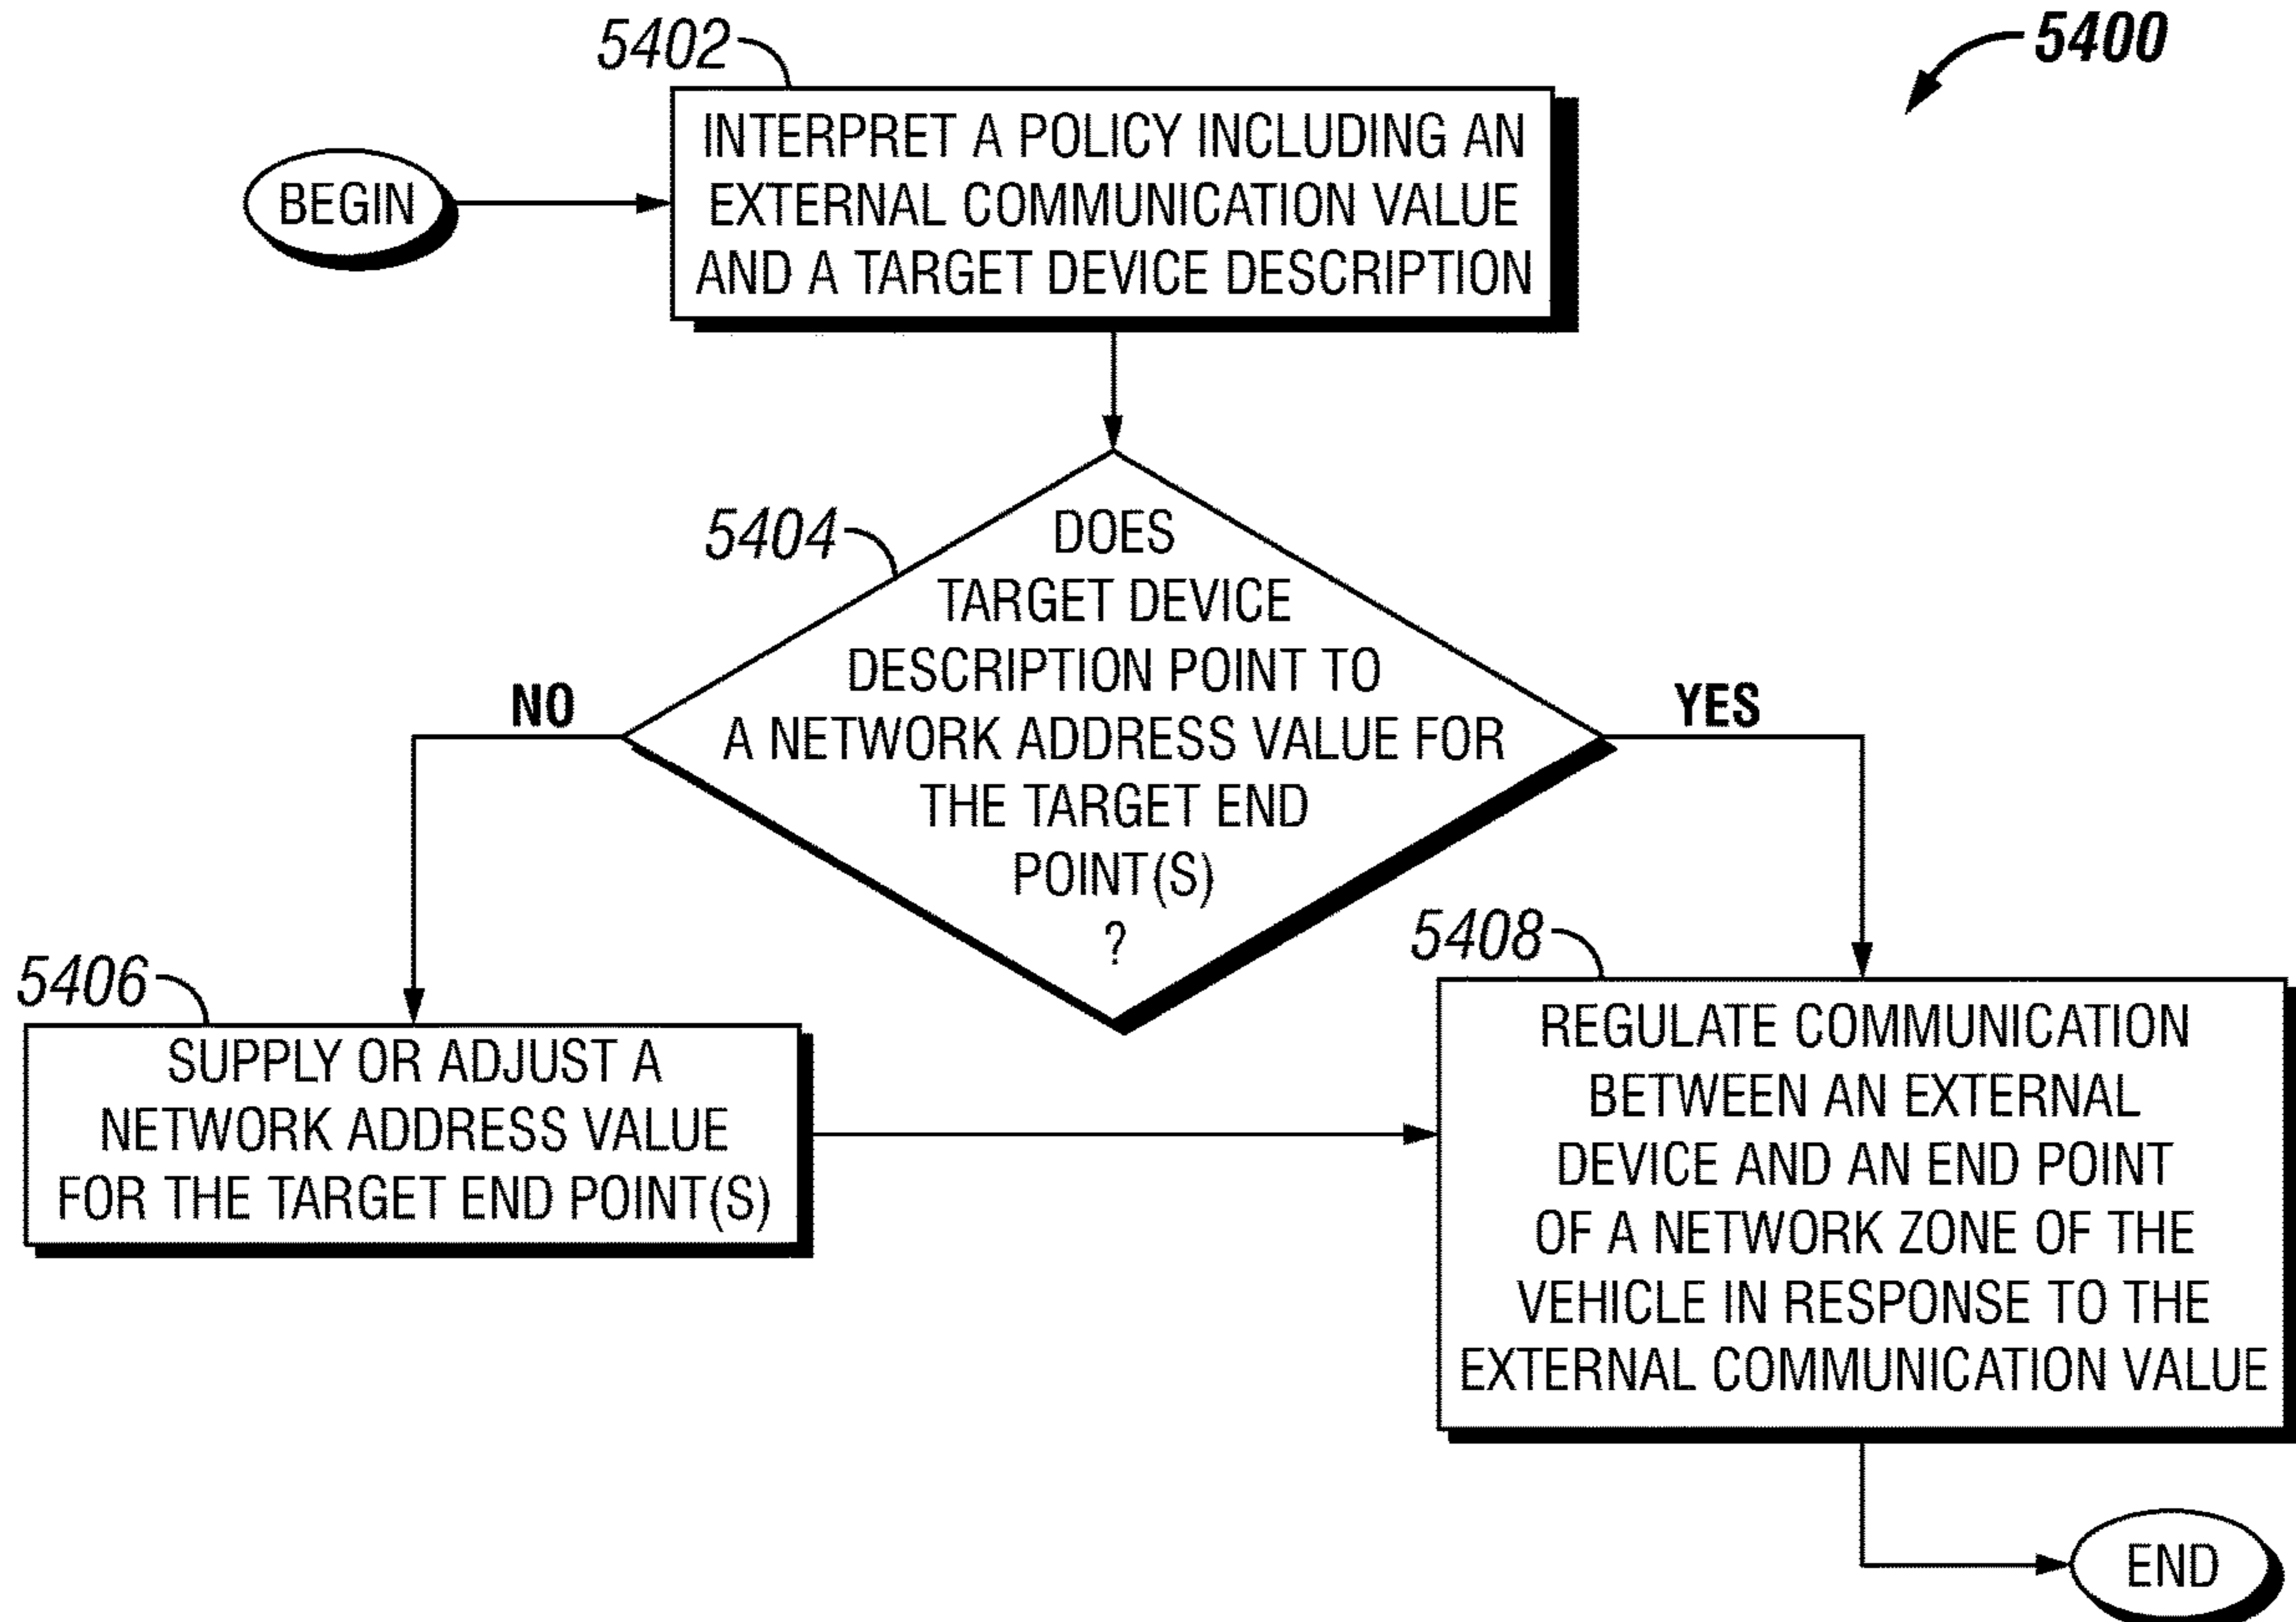 5402
5400
BEGIN
INTERPRET A POLICY INCLUDING AN
EXTERNAL COMMUNICATION VALUE
AND A TARGET DEVICE DESCRIPTION
5404
DOES
TARGET DEVICE
DESCRIPTION POINT TO
A NETWORK ADDRESS VALUE FOR
THE TARGET END
POINT(S)
?
NO
YES
5406
SUPPLY OR ADJUST A
NETWORK ADDRESS VALUE
FOR THE TARGET END POINT(S)
5408
REGULATE COMMUNICATION
BETWEEN AN EXTERNAL
DEVICE AND AN END POINT
OF A NETWORK ZONE OF THE
VEHICLE IN RESPONSE TO THE
EXTERNAL COMMUNICATION VALUE
END